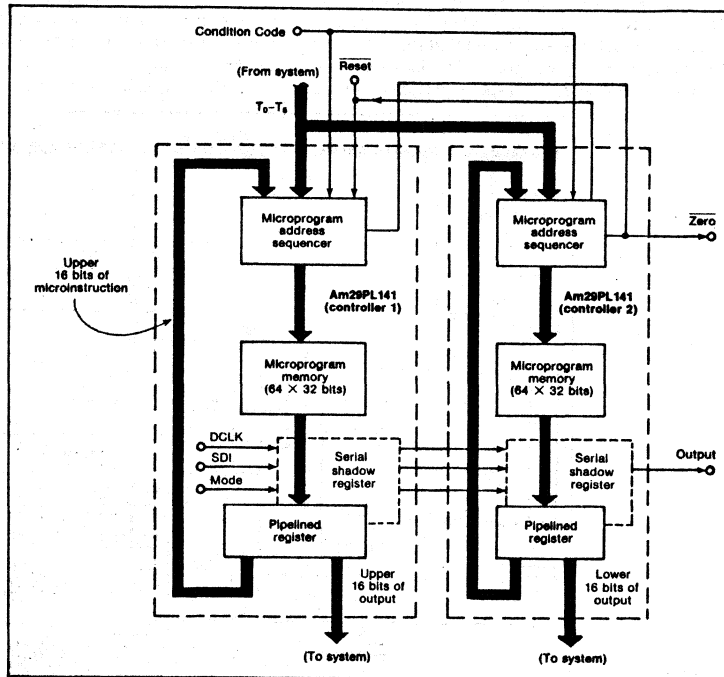 Condition Code
(From system)
Reset
T₀–T₆
Microprogram
address
sequencer
Microprogram
address
sequencer
Zero
Upper
16 bits of
microinstruction
Am29PL141
(controller 1)
Am29PL141
(controller 2)
Microprogram
memory
(64 × 32 bits)
Microprogram
memory
(64 × 32 bits)
DCLK
SDI
Mode
Serial
shadow
register
Serial
shadow
register
Output
Pipelined
register
Pipelined
register
Upper
16 bits of
output
Lower
16 bits of
output
(To system)
(To system)